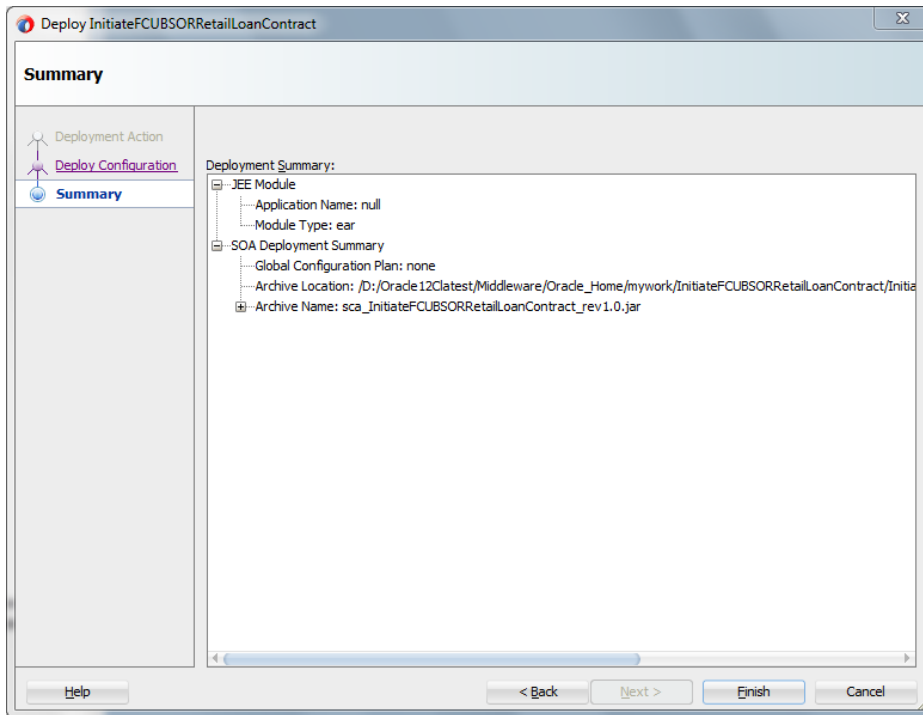 Deploy InitiateFCUBSORRetailLoanContract
Summary
Deployment Action
Deploy Configuration
Summary
Deployment Summary:
JEE Module
Application Name: null
Module Type: ear
SOA Deployment Summary
Global Configuration Plan: none
Archive Location: /D:/Oracle12Clatest/Middleware/Oracle_Home/mywork/InitiateFCUBSORRetailLoanContract/Initia
Archive Name: sca_InitiateFCUBSORRetailLoanContract_rev1.0.jar
Help
< Back
Next >
Finish
Cancel